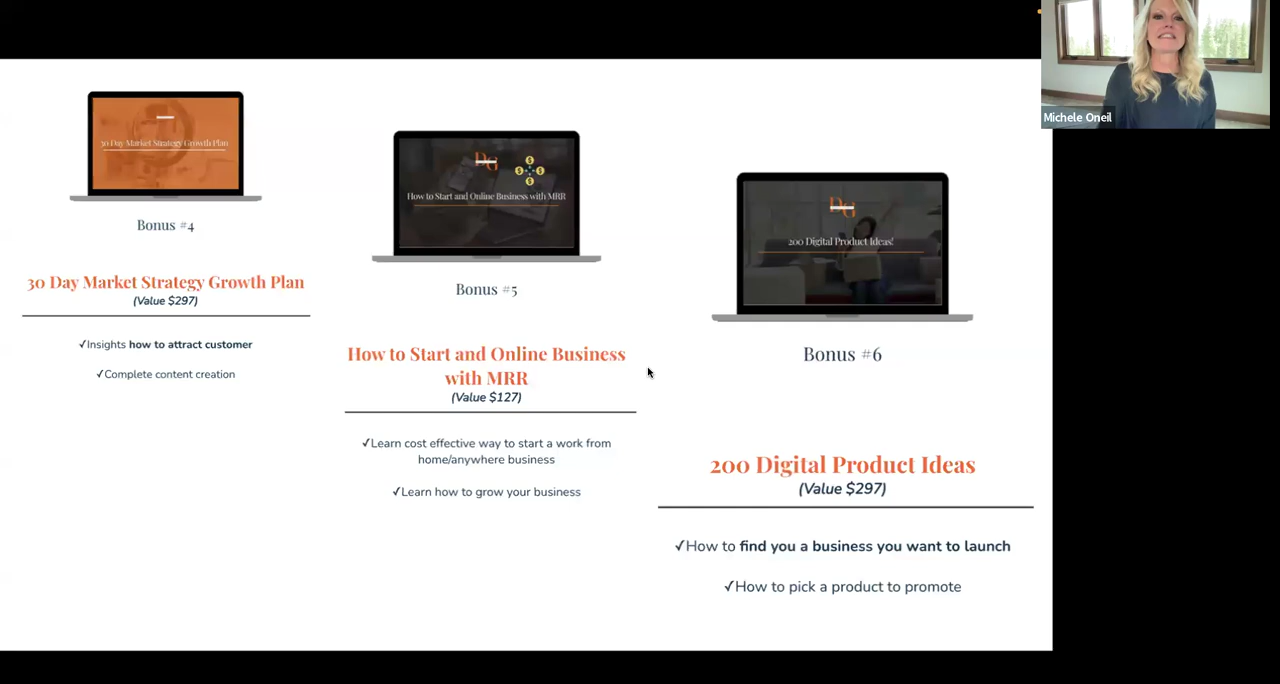 Michele Oneil
30 Day Market Strategy Growth Plan
Bonus #4
30 Day Market Strategy Growth Plan
(Value $297)
✓Insights how to attract customer
✓Complete content creation
DG
How to Start and Online Business with MRR
Bonus #5
How to Start and Online Business
with MRR
(Value $127)
✓Learn cost effective way to start a work from
home/anywhere business
✓Learn how to grow your business
DG
200 Digital Product Ideas!
Bonus #6
200 Digital Product Ideas
(Value $297)
✓How to find you a business you want to launch
✓How to pick a product to promote